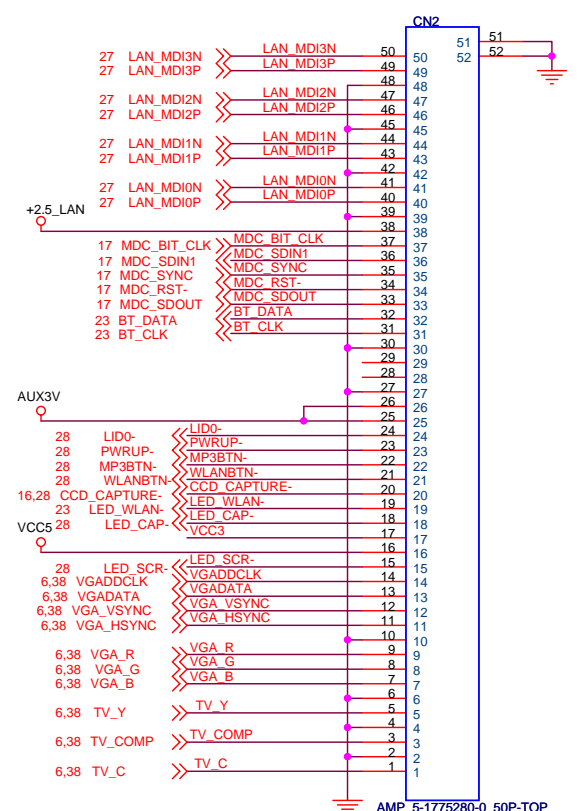 CN2
51 51
52 52
27 LAN_MDI3N LAN_MDI3N 50 50
27 LAN_MDI3P LAN_MDI3P 49 49
48 48
27 LAN_MDI2N LAN_MDI2N 47 47
27 LAN_MDI2P LAN_MDI2P 46 46
45 45
27 LAN_MDI1N LAN_MDI1N 44 44
27 LAN_MDI1P LAN_MDI1P 43 43
42 42
27 LAN_MDI0N LAN_MDI0N 41 41
27 LAN_MDI0P LAN_MDI0P 40 40
39 39
+2.5_LAN 38 38
17 MDC_BIT_CLK MDC_BIT_CLK 37 37
17 MDC_SDIN1 MDC_SDIN1 36 36
17 MDC_SYNC MDC_SYNC 35 35
17 MDC_RST- MDC_RST- 34 34
17 MDC_SDOUT MDC_SDOUT 33 33
23 BT_DATA BT_DATA 32 32
23 BT_CLK BT_CLK 31 31
30 30
29 29
28 28
27 27
AUX3V 26 26
25 25
28 LID0- LID0- 24 24
28 PWRUP- PWRUP- 23 23
28 MP3BTN- MP3BTN- 22 22
28 WLANBTN- WLANBTN- 21 21
16,28 CCD_CAPTURE- CCD_CAPTURE- 20 20
23 LED_WLAN- LED_WLAN- 19 19
28 LED_CAP- LED_CAP- 18 18
VCC3 17 17
VCC5 16 16
28 LED_SCR- LED_SCR- 15 15
6,38 VGADDCLK VGADDCLK 14 14
6,38 VGADATA VGADATA 13 13
6,38 VGA_VSYNC VGA_VSYNC 12 12
6,38 VGA_HSYNC VGA_HSYNC 11 11
10 10
6,38 VGA_R VGA_R 9 9
6,38 VGA_G VGA_G 8 8
6,38 VGA_B VGA_B 7 7
6 6
6,38 TV_Y TV_Y 5 5
4 4
6,38 TV_COMP TV_COMP 3 3
2 2
6,38 TV_C TV_C 1 1
AMP_5-1775280-0_50P-TOP